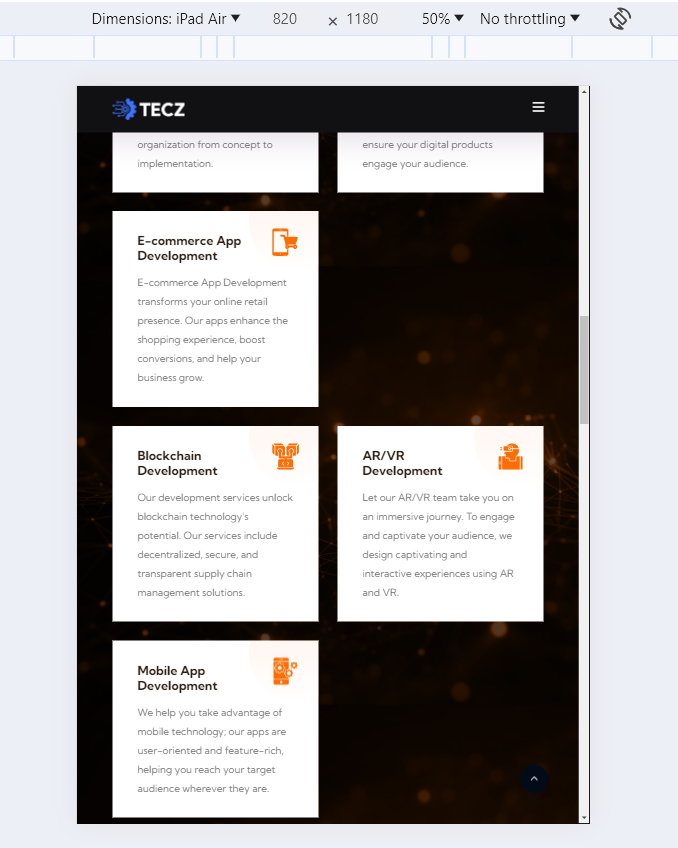 Dimensions: iPad Air 820 × 1180 50% No throttling
TECZ
organization from concept to
implementation.
ensure your digital products
engage your audience.
E-commerce App
Development
E-commerce App Development
transforms your online retail
presence. Our apps enhance the
shopping experience, boost
conversions, and help your
business grow.
Blockchain
Development
Our development services unlock
blockchain technology's
potential. Our services include
decentralized, secure, and
transparent supply chain
management solutions.
AR/VR
Development
Let our AR/VR team take you on
an immersive journey. To engage
and captivate your audience, we
design captivating and
interactive experiences using AR
and VR.
Mobile App
Development
We help you take advantage of
mobile technology; our apps are
user-oriented and feature-rich,
helping you reach your target
audience wherever they are.